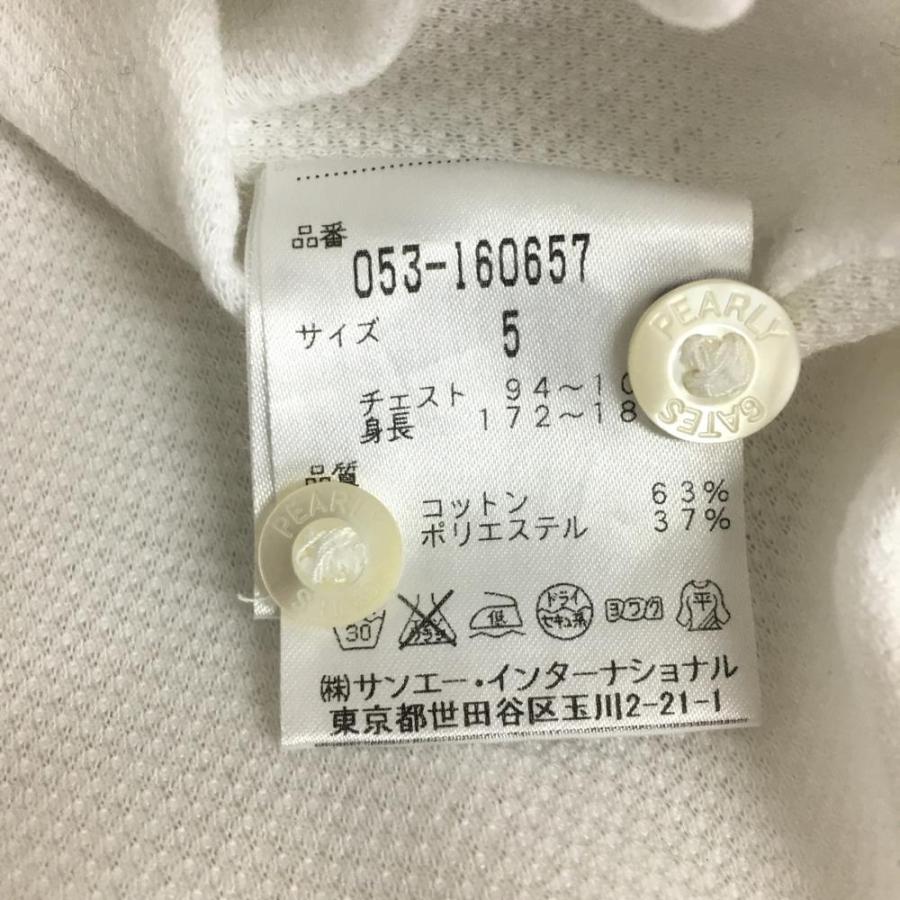 品番
053-160657
サイズ 5
チェスト 94〜10
身長 172〜18
品質
コットン 63%
ポリエステル 37%
30 低 ドライ セキユ系 ヨワク 平
㈱サンエー・インターナショナル
東京都世田谷区玉川2-21-1
PEARLY GATES
PEARLY